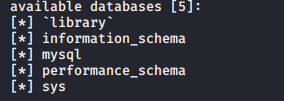 available databases [5]:
[*] `library`
[*] information_schema
[*] mysql
[*] performance_schema
[*] sys